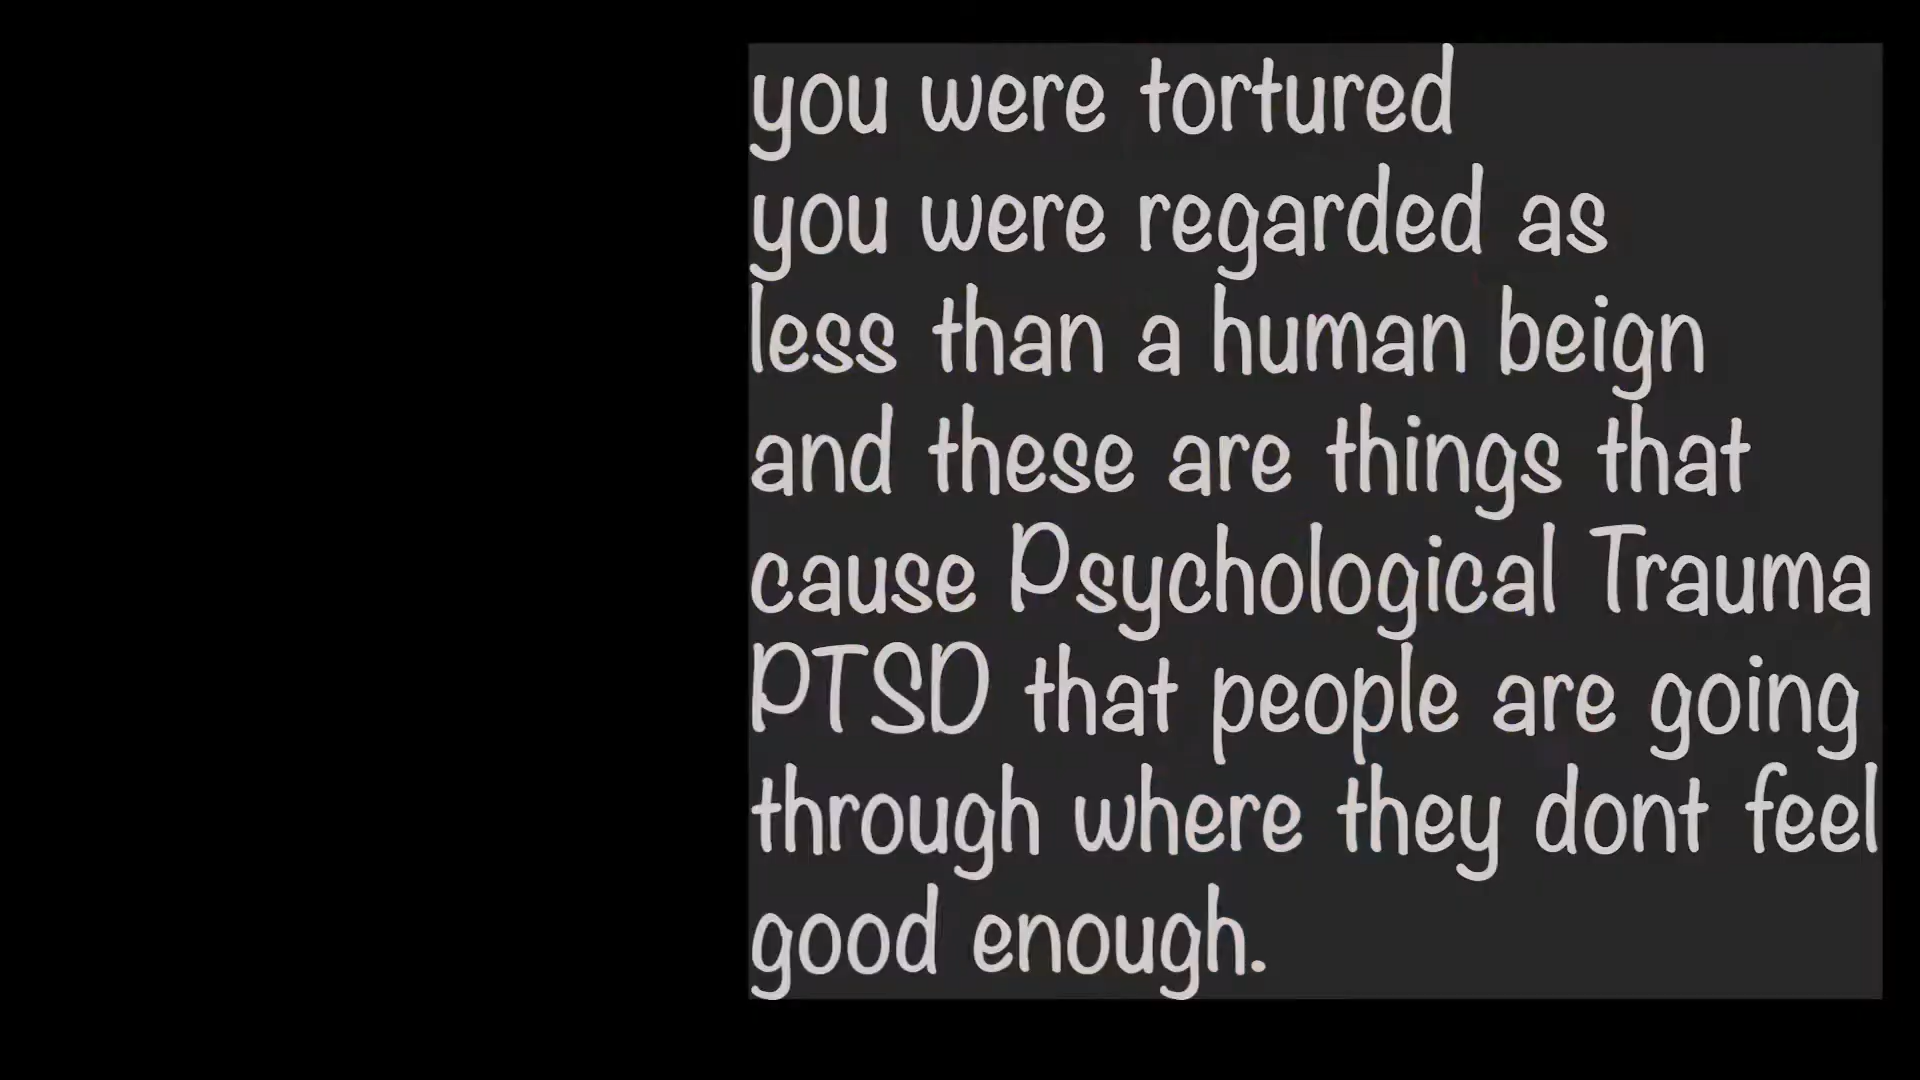 you were tortured
you were regarded as
less than a human beign
and these are things that
cause Psychological Trauma
PTSD that people are going
through where they dont feel
good enough.